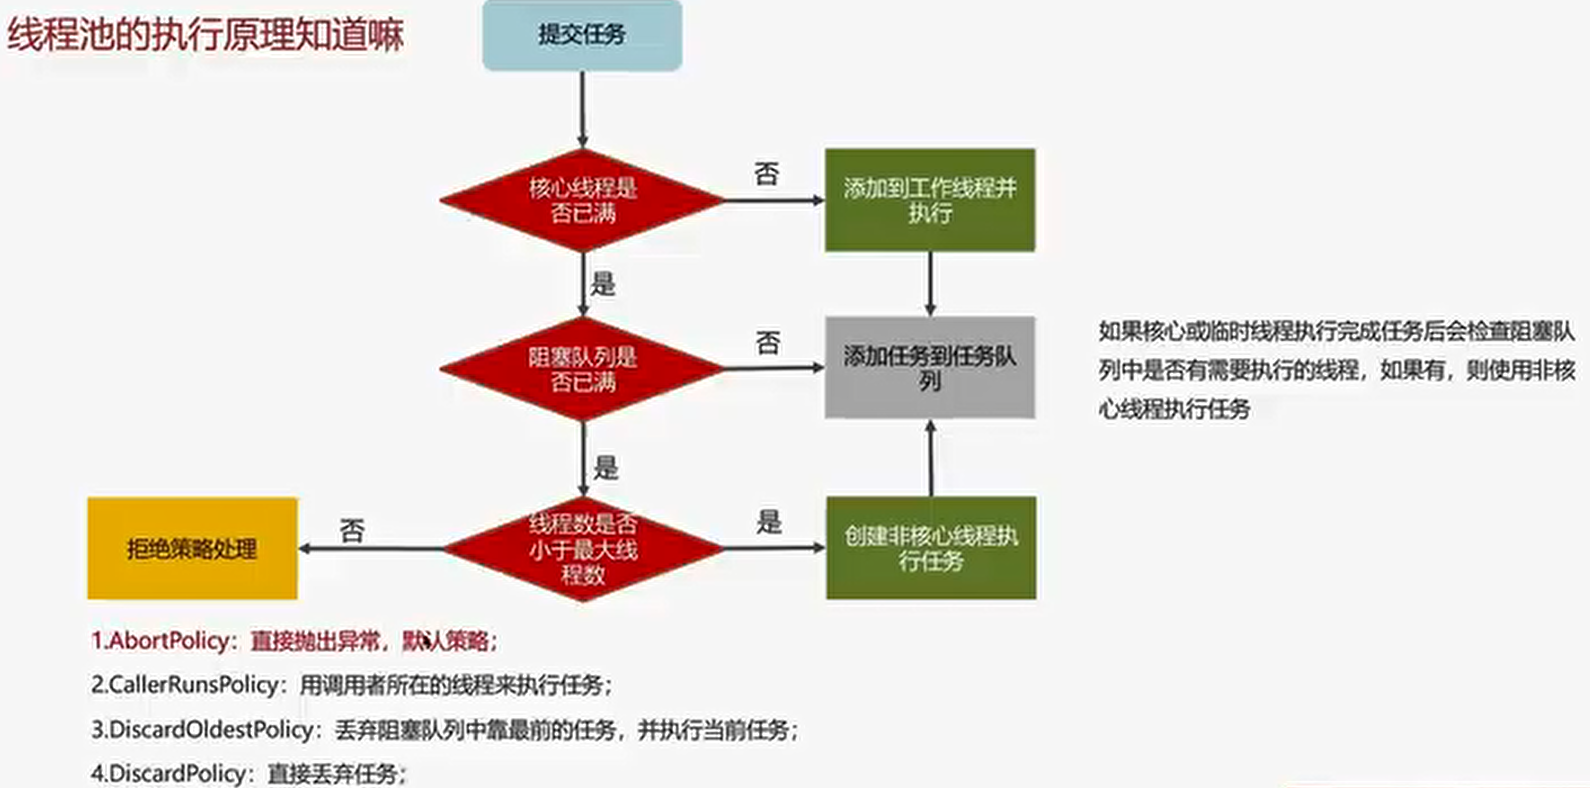 线程池的执行原理知道嘛
提交任务
核心线程是
否已满
否
添加到工作线程并
执行
是
阻塞队列是
否已满
否
添加任务到任务队
列
如果核心或临时线程执行完成任务后会检查阻塞队
列中是否有需要执行的线程，如果有，则使用非核
心线程执行任务
是
线程数是否
小于最大线
程数
是
创建非核心线程执
行任务
否
拒绝策略处理
1.AbortPolicy：直接抛出异常，默认策略；
2.CallerRunsPolicy：用调用者所在的线程来执行任务；
3.DiscardOldestPolicy：丢弃阻塞队列中靠最前的任务，并执行当前任务；
4.DiscardPolicy：直接丢弃任务；